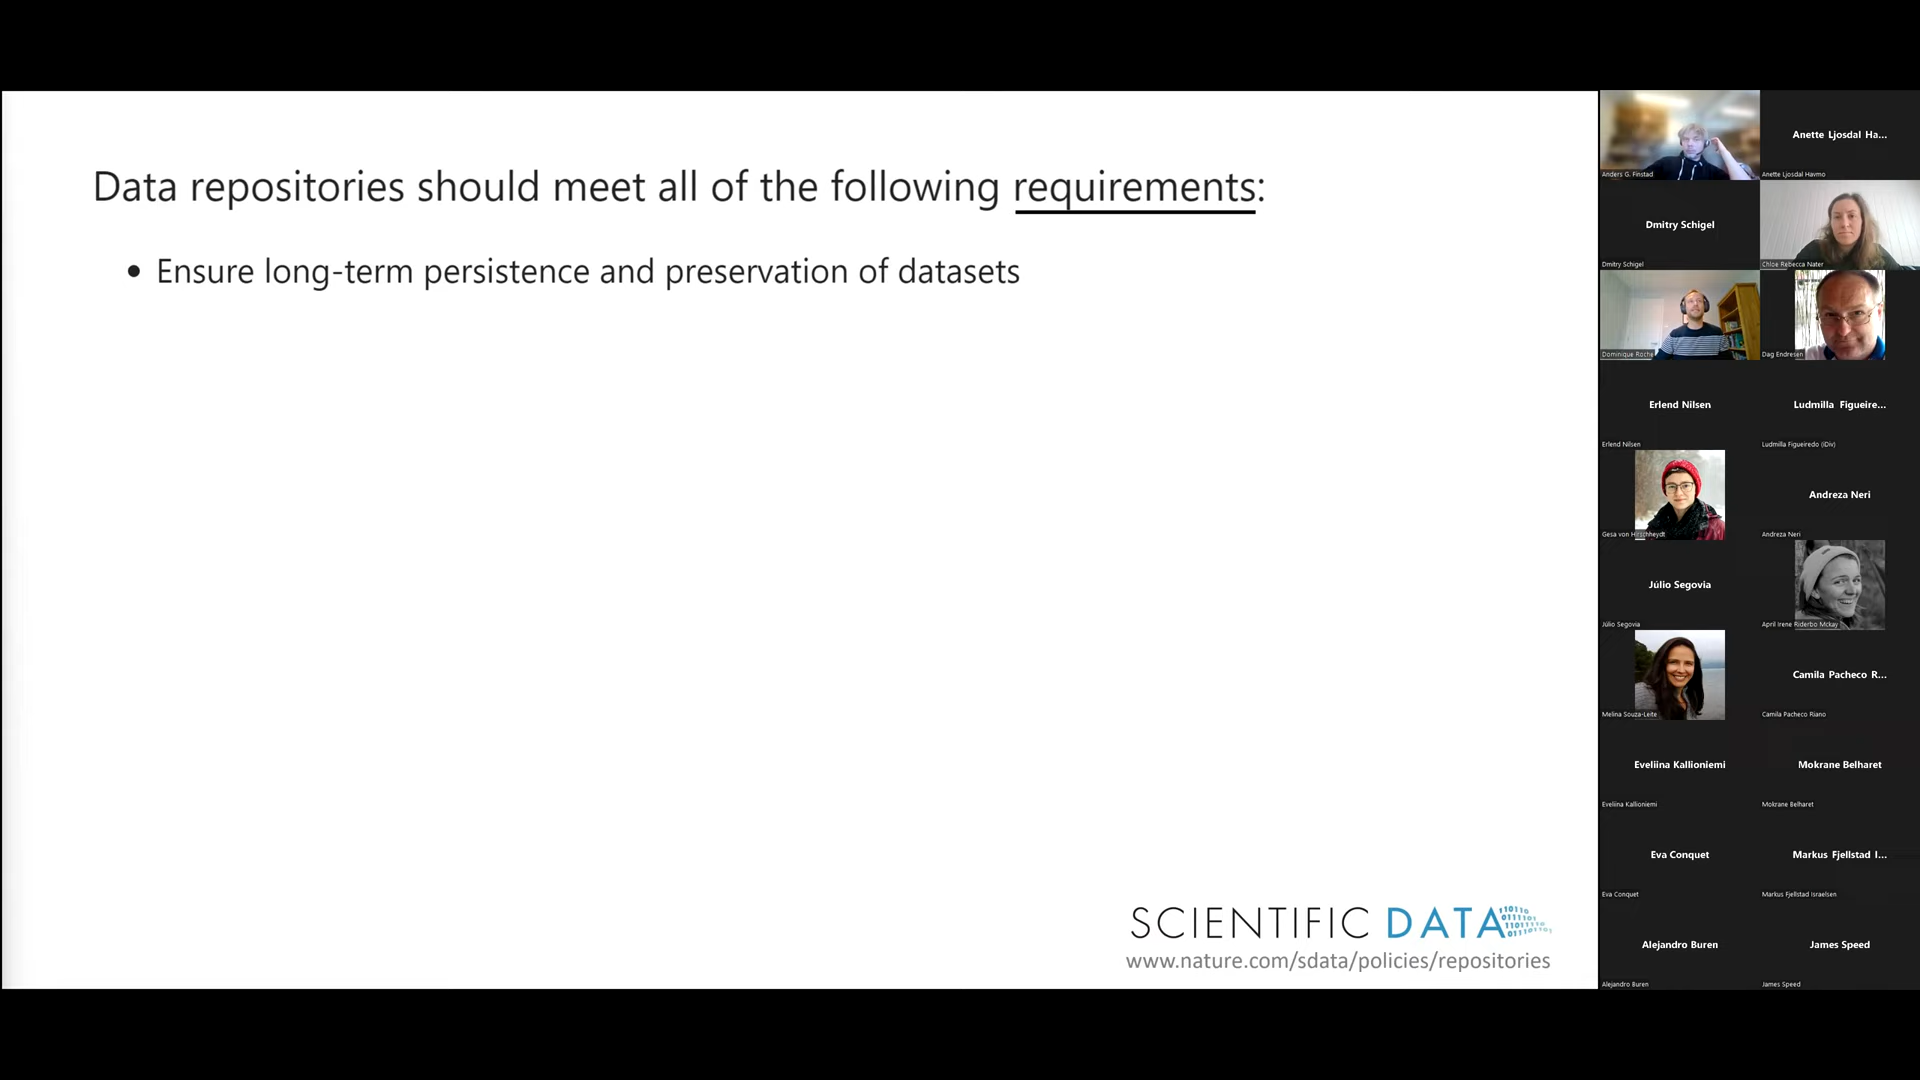 Data repositories should meet all of the following requirements:
• Ensure long-term persistence and preservation of datasets
SCIENTIFIC DATA
www.nature.com/sdata/policies/repositories
Anders G. Finstad
Anette Ljosdal Ha...
Anette Ljosdal Havmo
Dmitry Schigel
Dmitry Schigel
Chloé Rebecca Nater
Dominique Roche
Dag Endresen
Erlend Nilsen
Erlend Nilsen
Ludmilla Figueire...
Ludmilla Figueiredo (iDiv)
Gesa von Hirschheydt
Andreza Neri
Andreza Neri
Júlio Segovia
Júlio Segovia
April Irene Riderbo Mckay
Melina Souza-Leite
Camila Pacheco R...
Camila Pacheco Riano
Eveliina Kallioniemi
Eveliina Kallioniemi
Mokrane Belharet
Mokrane Belharet
Eva Conquet
Eva Conquet
Markus Fjellstad I...
Markus Fjellstad Israelsen
Alejandro Buren
Alejandro Buren
James Speed
James Speed